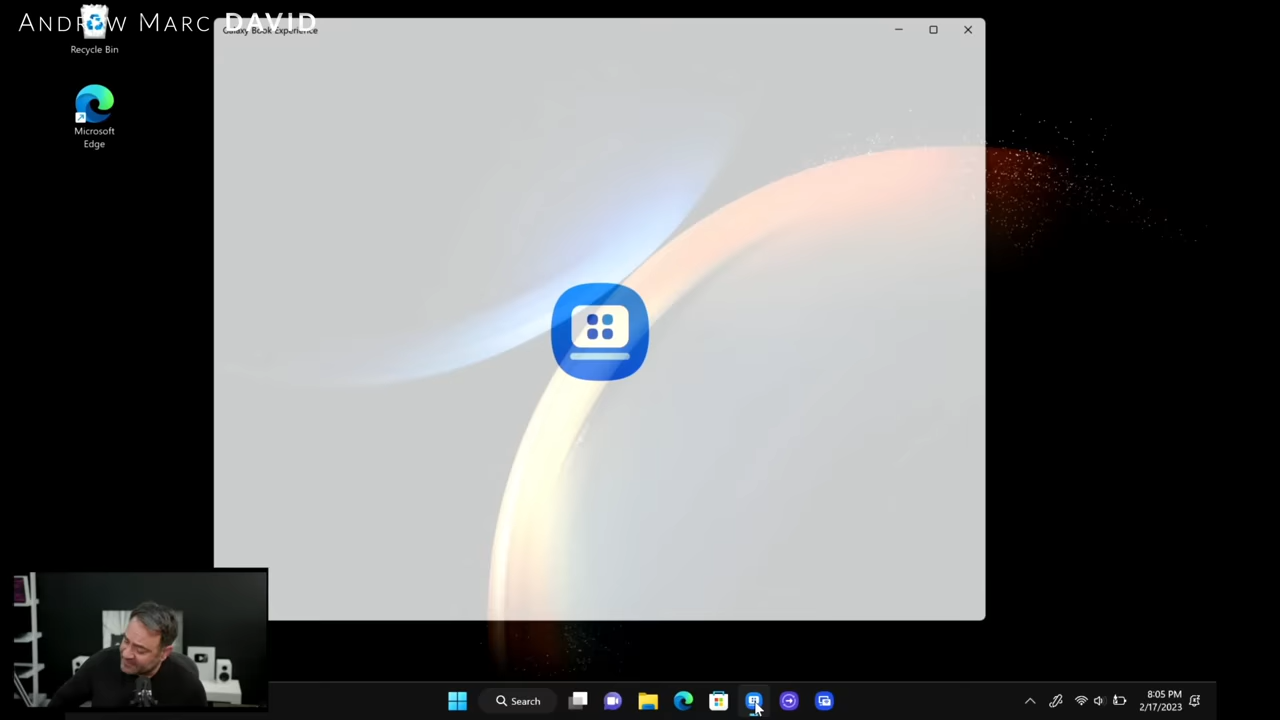 ANDREW MARC DAVID
Galaxy Book Experience
Recycle Bin
Microsoft
Edge
Search
8:05 PM
2/17/2023